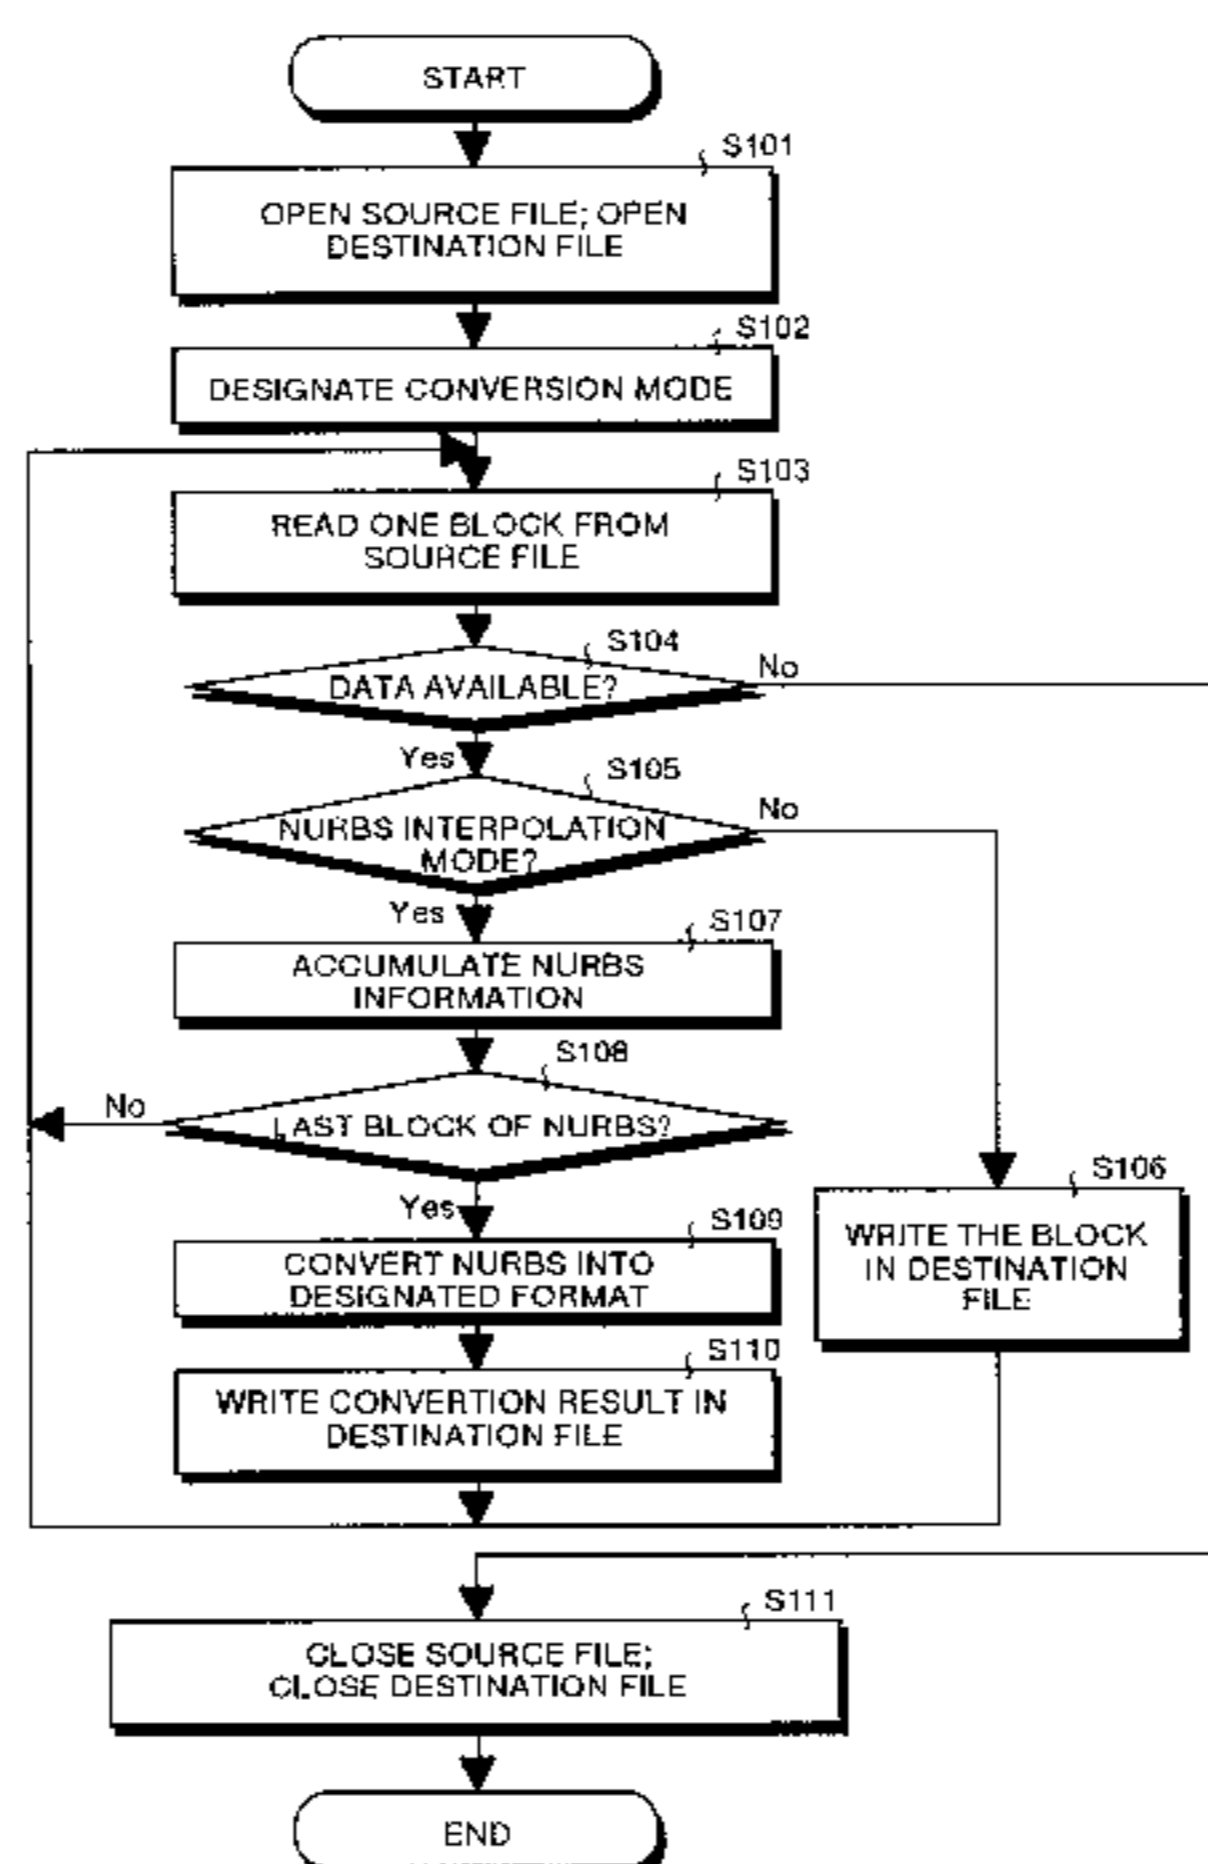 START
S101
OPEN SOURCE FILE; OPEN
DESTINATION FILE
S102
DESIGNATE CONVERSION MODE
S103
READ ONE BLOCK FROM
SOURCE FILE
S104
DATA AVAILABLE?
No
Yes
S105
NURBS INTERPOLATION
MODE?
No
Yes
S107
ACCUMULATE NURBS
INFORMATION
S108
LAST BLOCK OF NURBS?
No
Yes
S106
WRITE THE BLOCK
IN DESTINATION
FILE
S109
CONVERT NURBS INTO
DESIGNATED FORMAT
S110
WRITE CONVERTION RESULT IN
DESTINATION FILE
S111
CLOSE SOURCE FILE;
CLOSE DESTINATION FILE
END